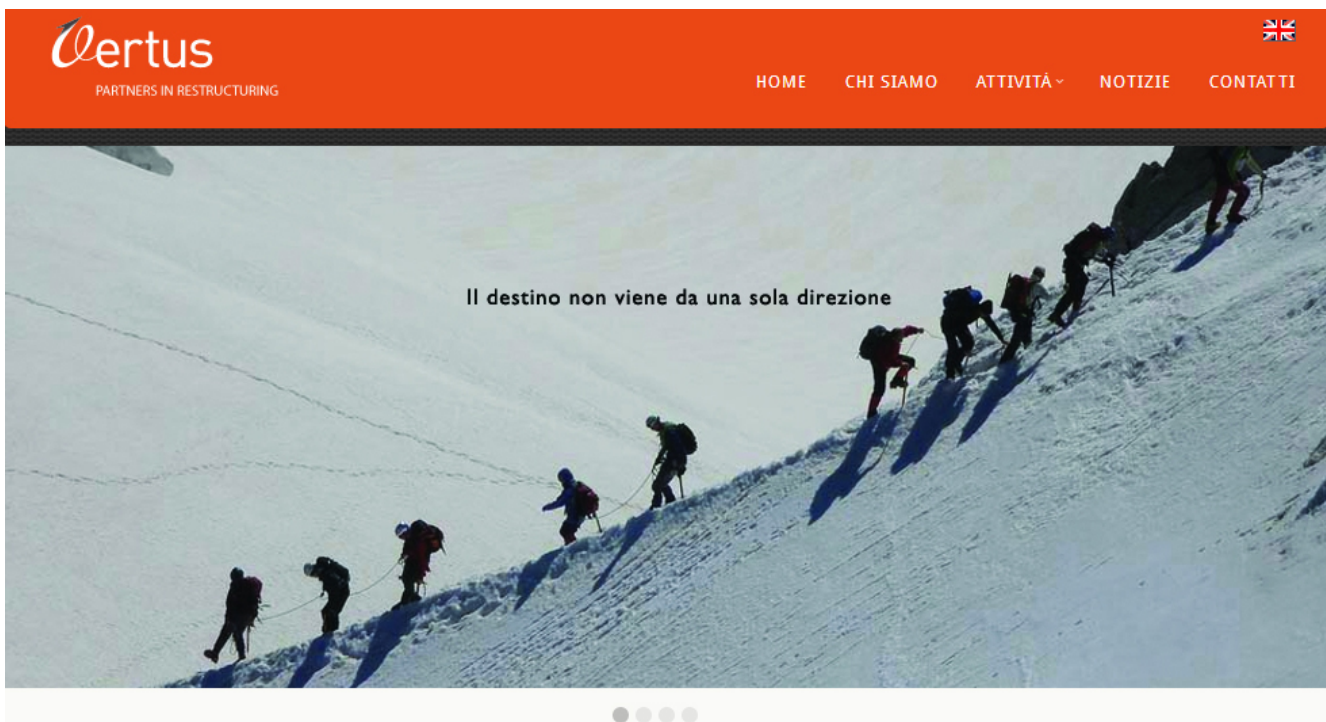 Vertus
PARTNERS IN RESTRUCTURING
HOME CHI SIAMO ATTIVITÁ NOTIZIE CONTATTI
Il destino non viene da una sola direzione